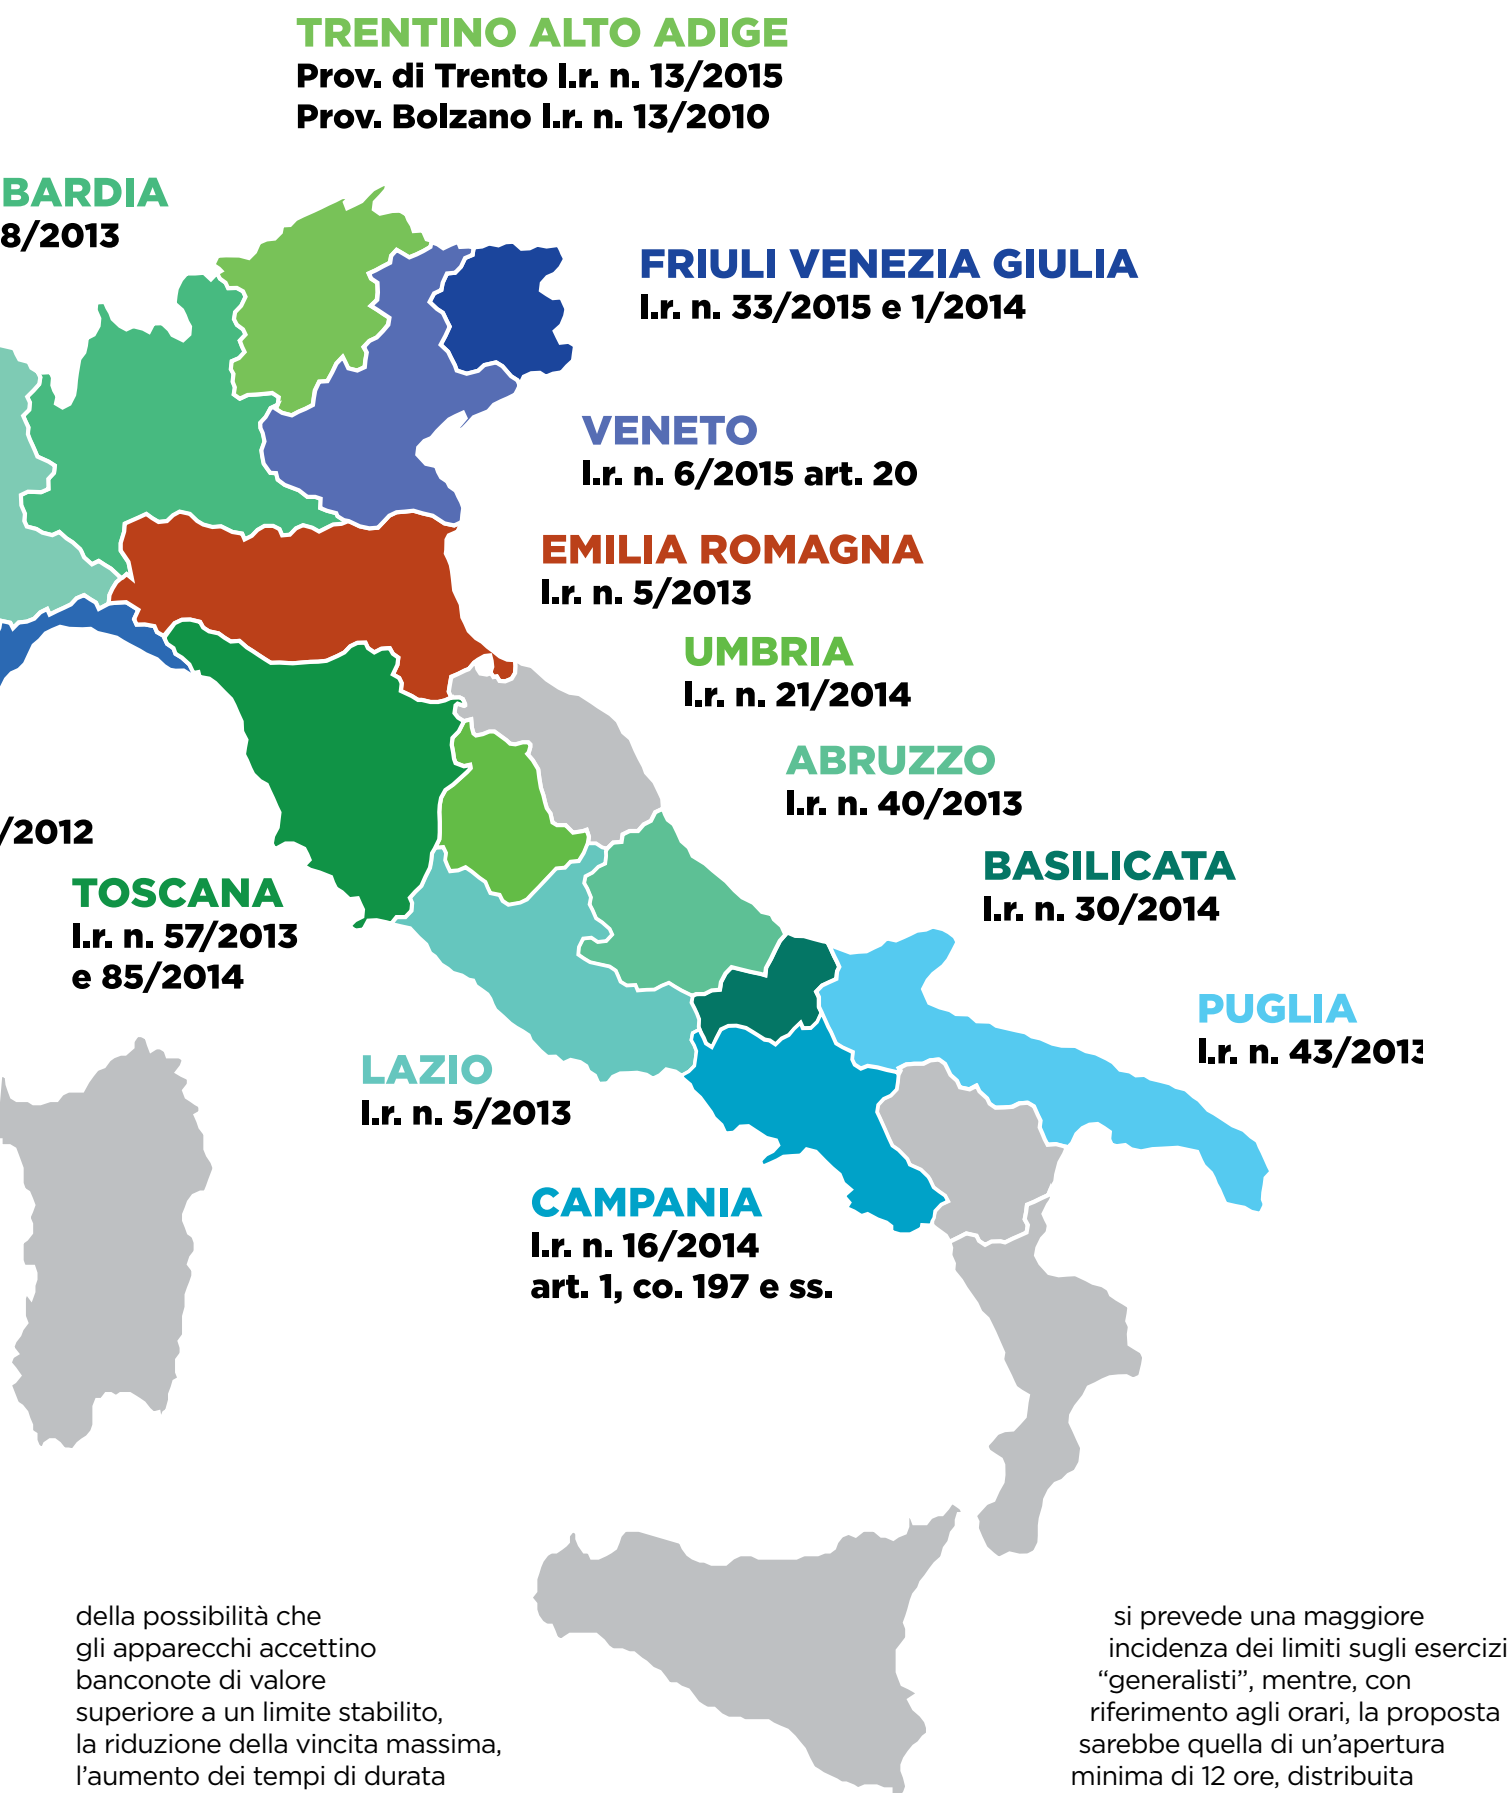 TRENTINO ALTO ADIGE
Prov. di Trento l.r. n. 13/2015
Prov. Bolzano l.r. n. 13/2010
BARDIA
8/2013
FRIULI VENEZIA GIULIA
l.r. n. 33/2015 e 1/2014
VENETO
l.r. n. 6/2015 art. 20
EMILIA ROMAGNA
l.r. n. 5/2013
UMBRIA
l.r. n. 21/2014
ABRUZZO
l.r. n. 40/2013
/2012
BASILICATA
l.r. n. 30/2014
TOSCANA
l.r. n. 57/2013
e 85/2014
PUGLIA
l.r. n. 43/2013
LAZIO
l.r. n. 5/2013
CAMPANIA
l.r. n. 16/2014
art. 1, co. 197 e ss.
della possibilità che
gli apparecchi accettino
banconote di valore
superiore a un limite stabilito,
la riduzione della vincita massima,
l'aumento dei tempi di durata
si prevede una maggiore
incidenza dei limiti sugli esercizi
“generalisti”, mentre, con
riferimento agli orari, la proposta
sarebbe quella di un'apertura
minima di 12 ore, distribuita